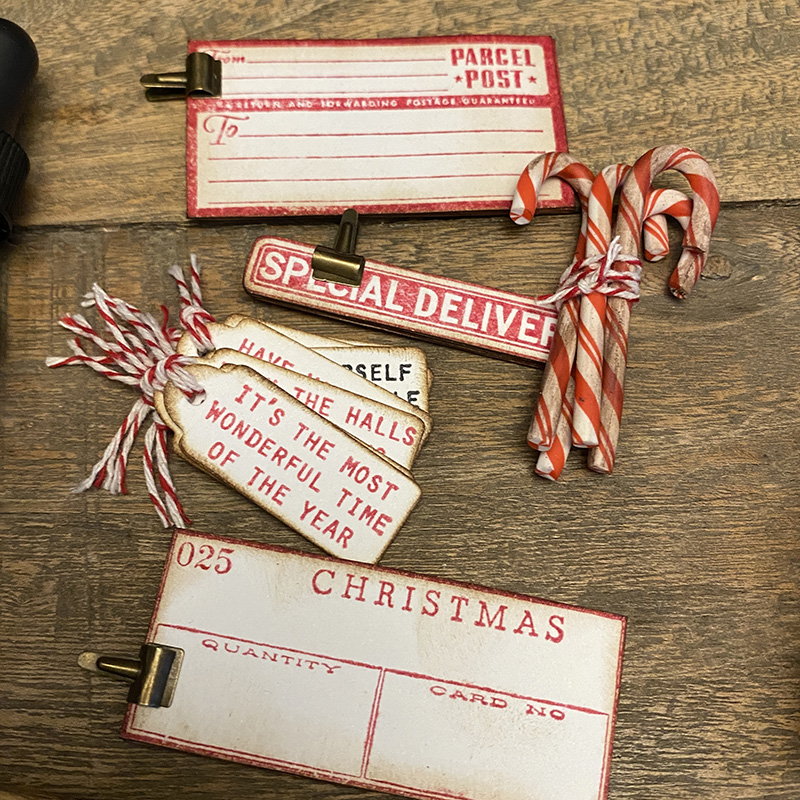 From
PARCEL
★POST★
RETURN AND FORWARDING POSTAGE GUARANTEED
To
SPECIAL DELIVER
HAVE
RSELF
THE HALLS
IT'S THE MOST
WONDERFUL TIME
OF THE YEAR
025
CHRISTMAS
QUANTITY
CARD NO